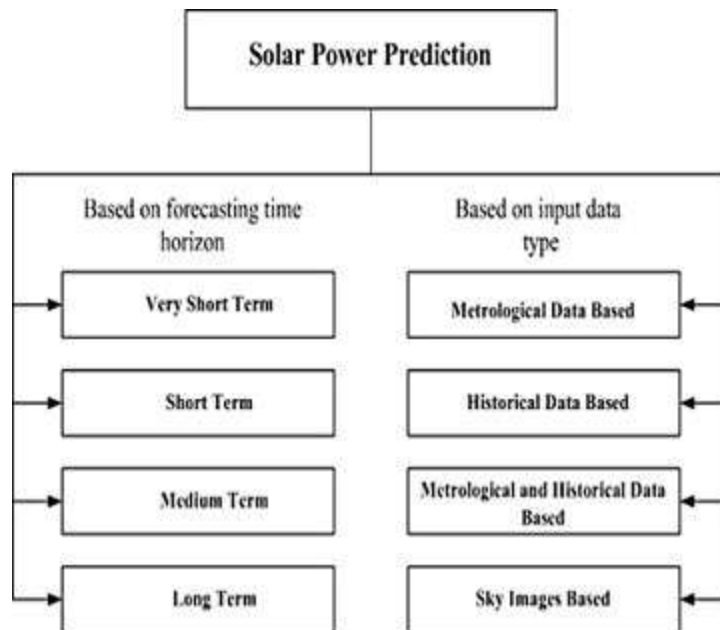 Solar Power Prediction
Based on forecasting time
horizon
Very Short Term
Short Term
Medium Term
Long Term
Based on input data
type
Metrological Data Based
Historical Data Based
Metrological and Historical Data
Based
Sky Images Based